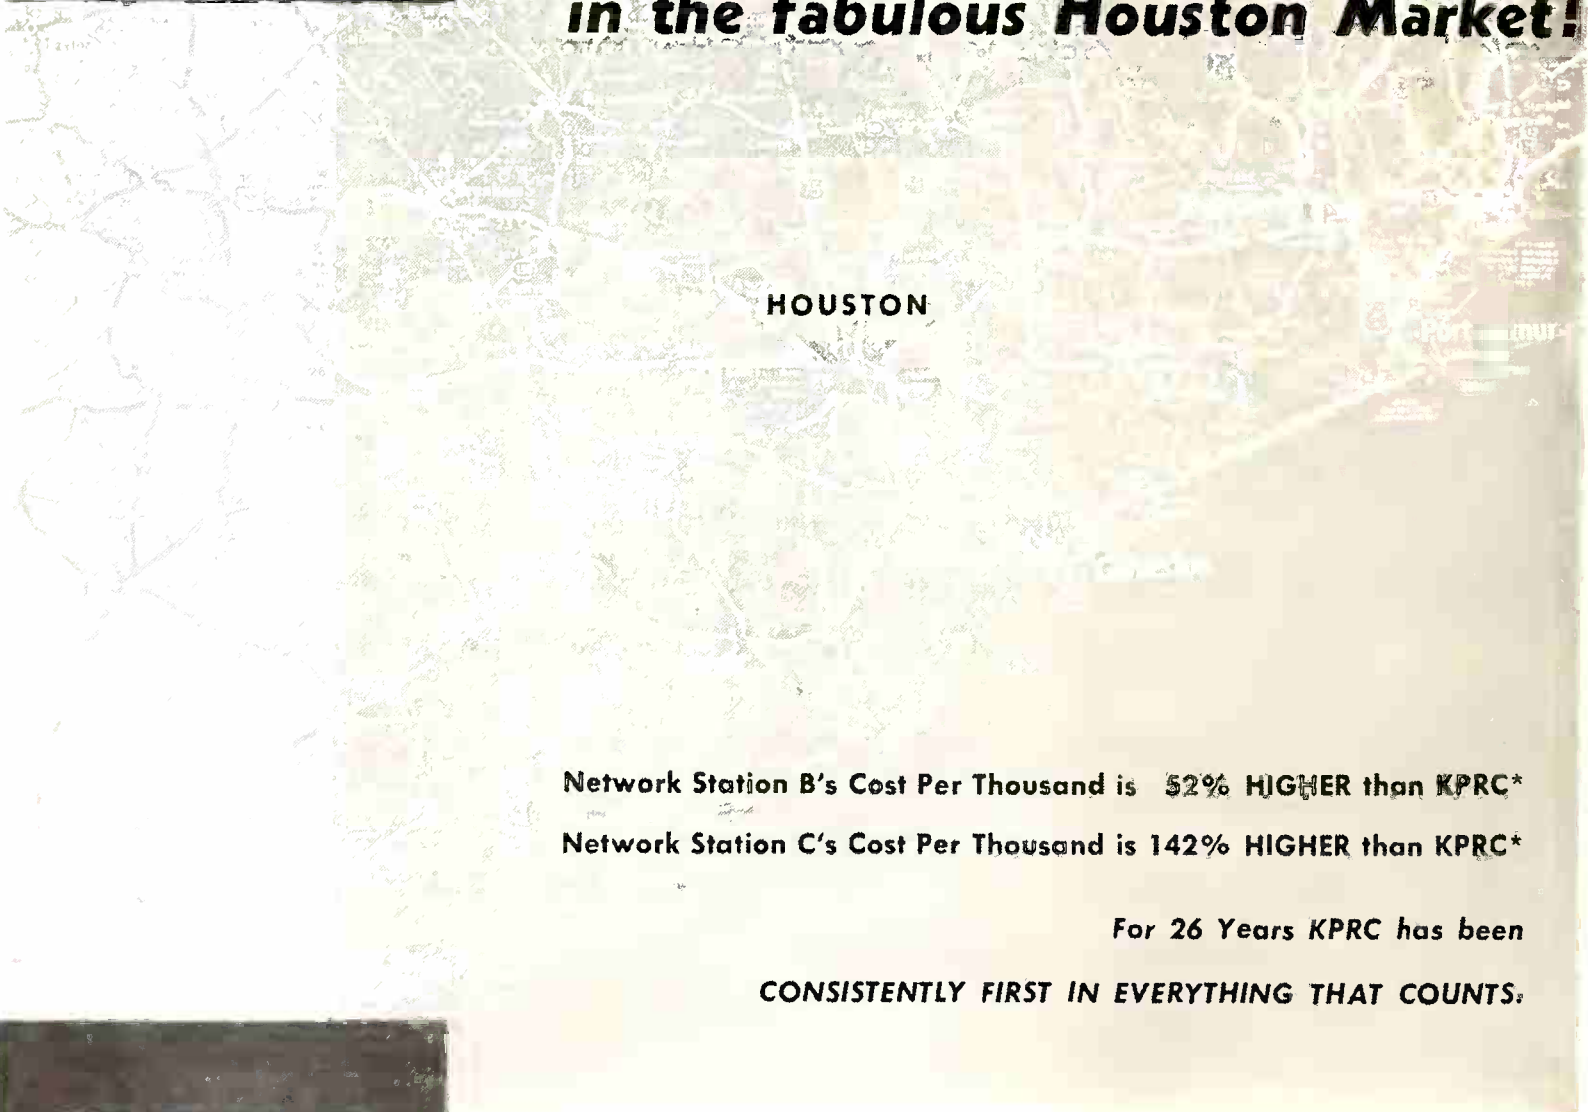 in the fabulous Houston Market!
HOUSTON
Port
Network Station B's Cost Per Thousand is 52% HIGHER than KPRC*
Network Station C's Cost Per Thousand is 142% HIGHER than KPRC*
For 26 Years KPRC has been
CONSISTENTLY FIRST IN EVERYTHING THAT COUNTS.